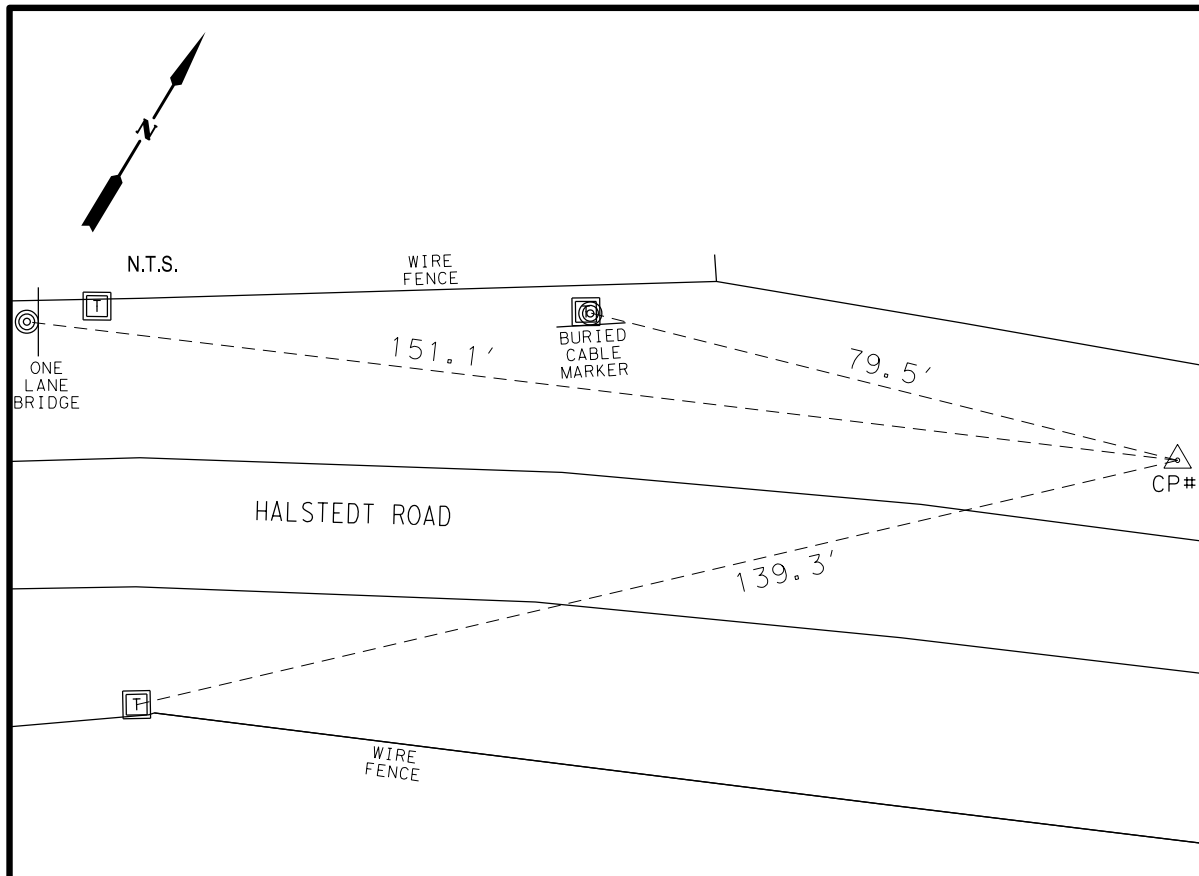 N
N.T.S.
WIRE
FENCE
T
T
ONE
LANE
BRIDGE
151.1'
BURIED
CABLE
MARKER
79.5'
CP#
HALSTEDT ROAD
139.3'
T
WIRE
FENCE